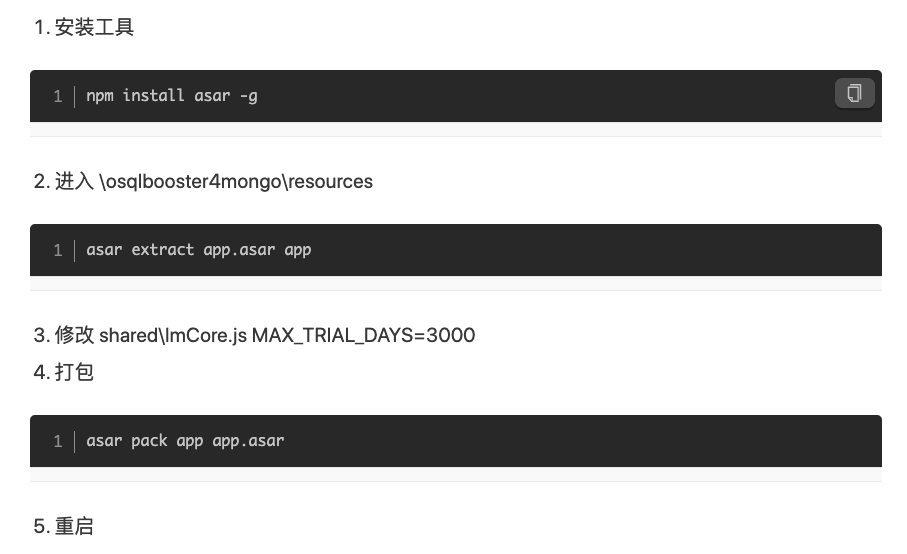 1. 安装工具
1 npm install asar -g
2. 进入 \osqlbooster4mongo\resources
1 asar extract app.asar app
3. 修改 shared\lmCore.js MAX_TRIAL_DAYS=3000
4. 打包
1 asar pack app app.asar
5. 重启